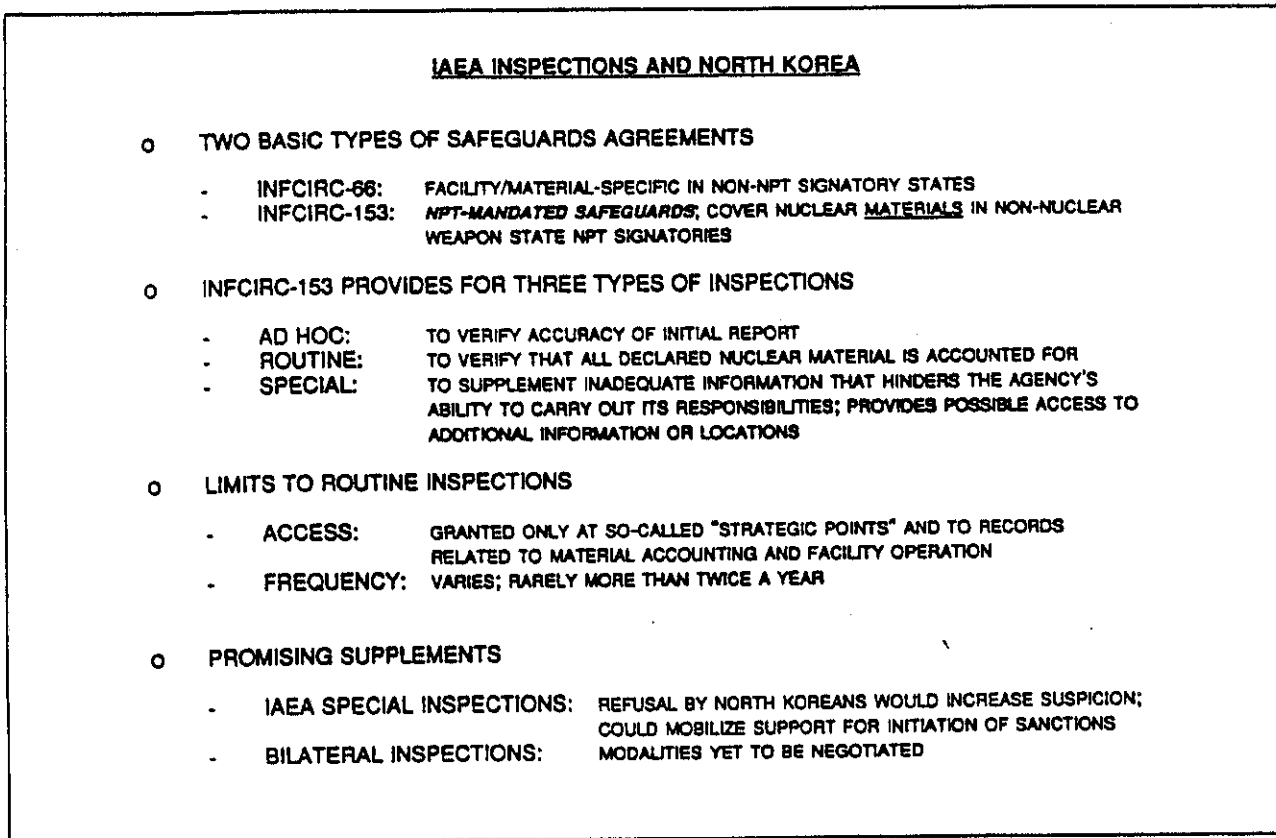 IAEA INSPECTIONS AND NORTH KOREA
o TWO BASIC TYPES OF SAFEGUARDS AGREEMENTS
- INFCIRC-66: FACILITY/MATERIAL-SPECIFIC IN NON-NPT SIGNATORY STATES
- INFCIRC-153: NPT-MANDATED SAFEGUARDS; COVER NUCLEAR MATERIALS IN NON-NUCLEAR
WEAPON STATE NPT SIGNATORIES
o INFCIRC-153 PROVIDES FOR THREE TYPES OF INSPECTIONS
- AD HOC: TO VERIFY ACCURACY OF INITIAL REPORT
- ROUTINE: TO VERIFY THAT ALL DECLARED NUCLEAR MATERIAL IS ACCOUNTED FOR
- SPECIAL: TO SUPPLEMENT INADEQUATE INFORMATION THAT HINDERS THE AGENCY'S
ABILITY TO CARRY OUT ITS RESPONSIBILITIES; PROVIDES POSSIBLE ACCESS TO
ADDITIONAL INFORMATION OR LOCATIONS
o LIMITS TO ROUTINE INSPECTIONS
- ACCESS: GRANTED ONLY AT SO-CALLED "STRATEGIC POINTS" AND TO RECORDS
RELATED TO MATERIAL ACCOUNTING AND FACILITY OPERATION
- FREQUENCY: VARIES; RARELY MORE THAN TWICE A YEAR
o PROMISING SUPPLEMENTS
- IAEA SPECIAL INSPECTIONS: REFUSAL BY NORTH KOREANS WOULD INCREASE SUSPICION;
COULD MOBILIZE SUPPORT FOR INITIATION OF SANCTIONS
- BILATERAL INSPECTIONS: MODALITIES YET TO BE NEGOTIATED